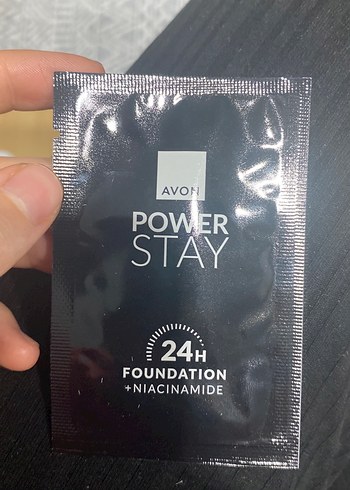 AVON
POWER
STAY
24H
FOUNDATION
+NIACINAMIDE